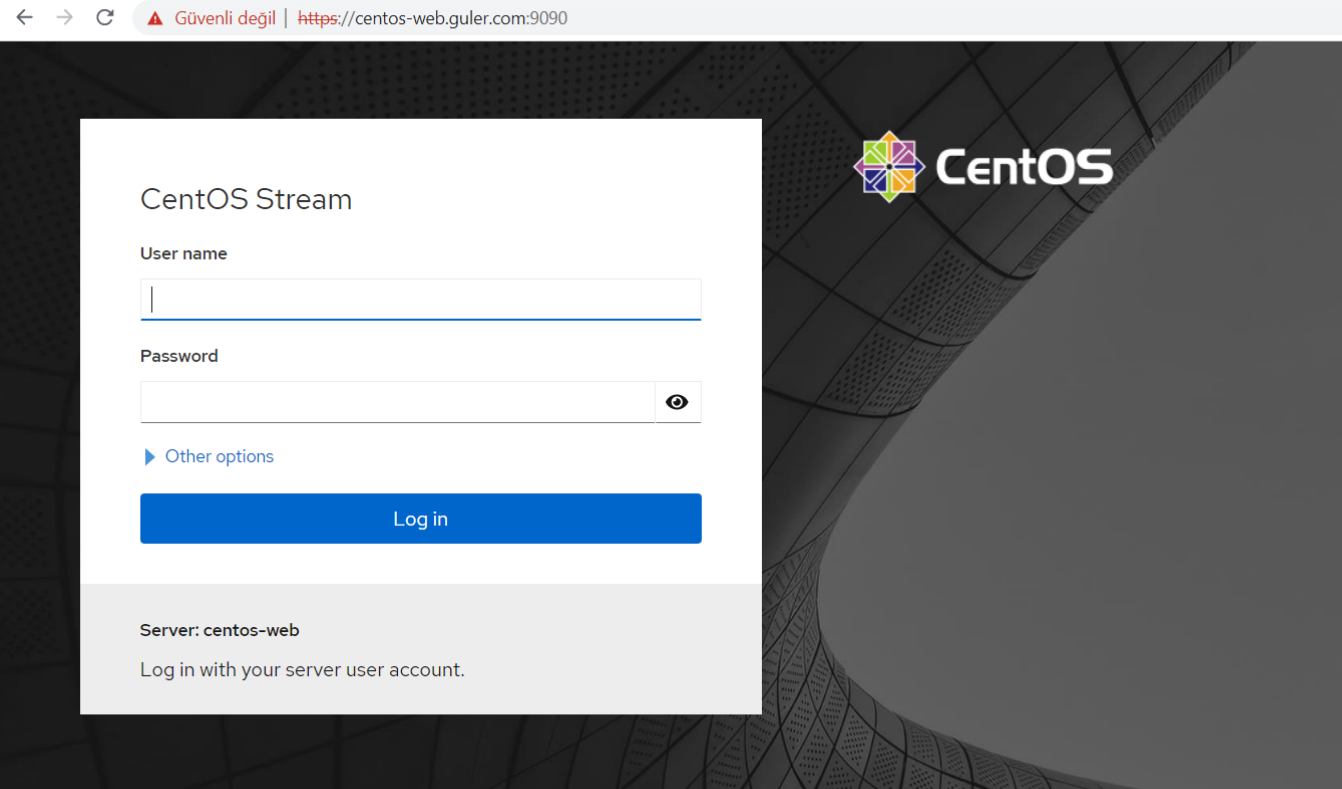 Güvenli değil | https://centos-web.guler.com:9090
CentOS
CentOS Stream
User name
Password
Other options
Log in
Server: centos-web
Log in with your server user account.